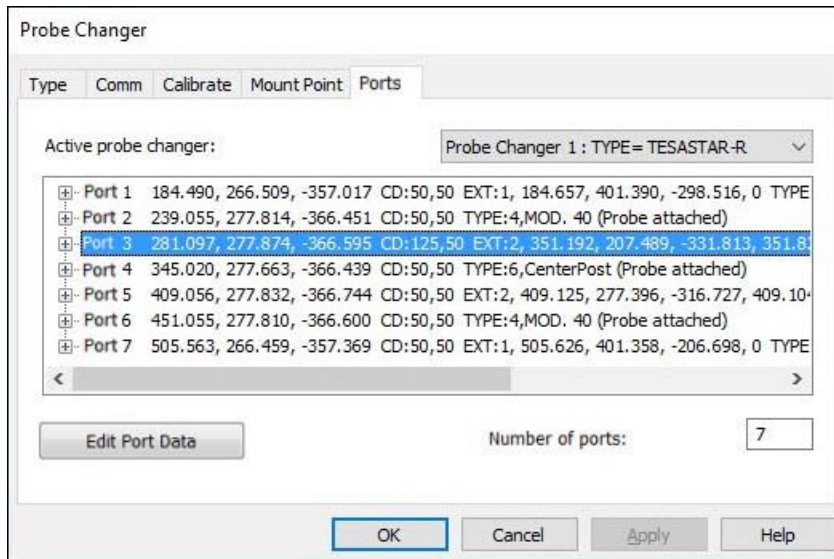 Probe Changer
Type Comm Calibrate Mount Point Ports
Active probe changer: Probe Changer 1 : TYPE= TESASTAR-R
Port 1 184.490, 266.509, -357.017 CD:50,50 EXT:1, 184.657, 401.390, -298.516, 0 TYPE
Port 2 239.055, 277.814, -366.451 CD:50,50 TYPE:4,MOD. 40 (Probe attached)
Port 3 281.097, 277.874, -366.595 CD:125,50 EXT:2, 351.192, 207.489, -331.813, 351.8
Port 4 345.020, 277.663, -366.439 CD:50,50 TYPE:6,CenterPost (Probe attached)
Port 5 409.056, 277.832, -366.744 CD:50,50 EXT:2, 409.125, 277.396, -316.727, 409.10
Port 6 451.055, 277.810, -366.600 CD:50,50 TYPE:4,MOD. 40 (Probe attached)
Port 7 505.563, 266.459, -357.369 CD:50,50 EXT:1, 505.626, 401.358, -206.698, 0 TYPE
Edit Port Data Number of ports: 7
OK Cancel Apply Help